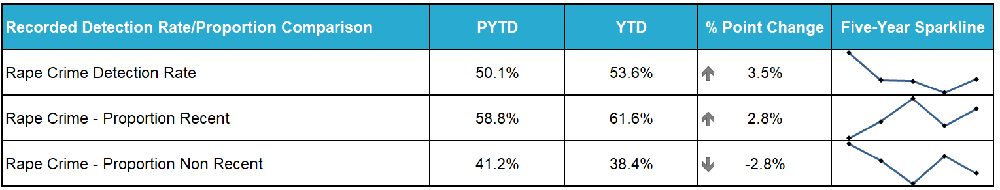 Recorded Detection Rate/Proportion Comparison PYTD YTD % Point Change Five-Year Sparkline
Rape Crime Detection Rate 50.1% 53.6% 3.5%
Rape Crime - Proportion Recent 58.8% 61.6% 2.8%
Rape Crime - Proportion Non Recent 41.2% 38.4% -2.8%